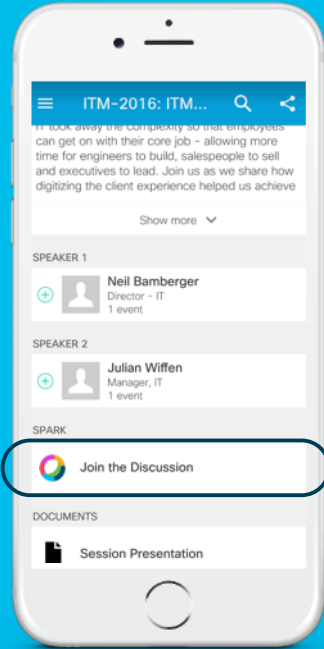 ITM-2016: ITM...
IT took away the complexity so that employees
can get on with their core job – allowing more
time for engineers to build, salespeople to sell
and executives to lead. Join us as we share how
digitizing the client experience helped us achieve
Show more
SPEAKER 1
Neil Bamberger
Director – IT
1 event
SPEAKER 2
Julian Wiffen
Manager, IT
1 event
SPARK
Join the Discussion
DOCUMENTS
Session Presentation